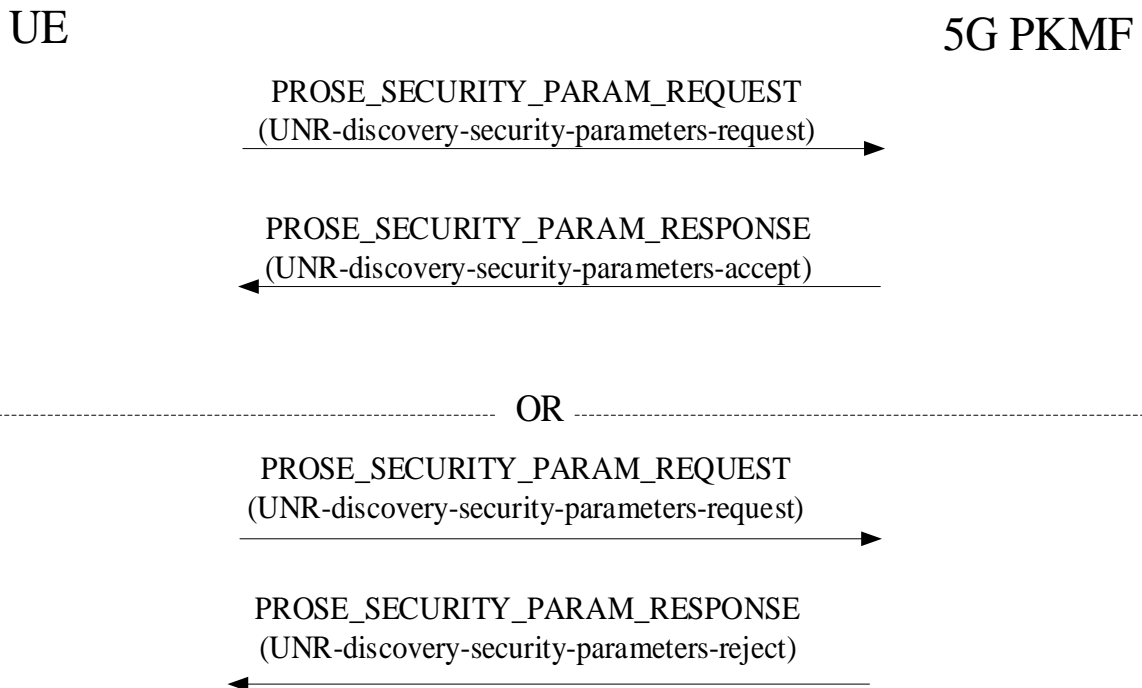 UE
5G PKMF
PROSE_SECURITY_PARAM_REQUEST
(UNR-discovery-security-parameters-request)
PROSE_SECURITY_PARAM_RESPONSE
(UNR-discovery-security-parameters-accept)
OR
PROSE_SECURITY_PARAM_REQUEST
(UNR-discovery-security-parameters-request)
PROSE_SECURITY_PARAM_RESPONSE
(UNR-discovery-security-parameters-reject)